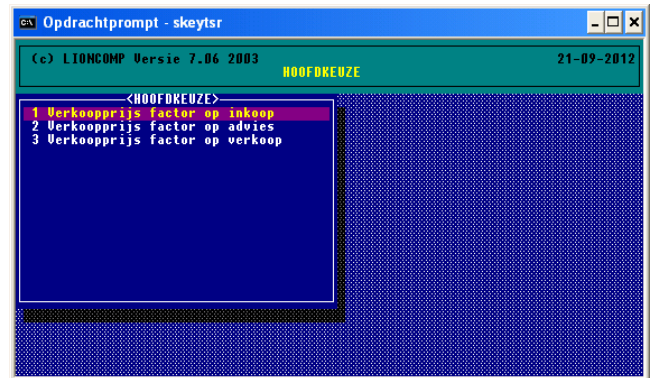 Opdrachtprompt - skeytsr
(c) LIONCOMP Versie 7.06 2003 21-09-2012
HOOFDKEUZE
<HOOFDKEUZE>
1 Verkoopprijs factor op inkoop
2 Verkoopprijs factor op advies
3 Verkoopprijs factor op verkoop